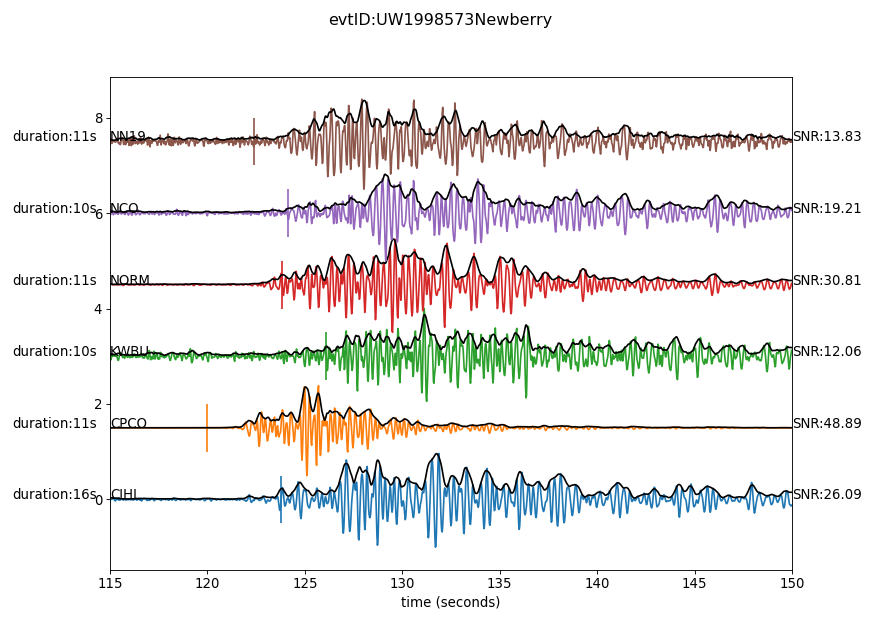 evtID:UW1998573Newberry
8
duration:11s NN19 SNR:13.83
duration:10s NCO SNR:19.21
6
duration:11s NORM SNR:30.81
4
duration:10s KWBU SNR:12.06
2
duration:11s CPCO SNR:48.89
duration:16s CIHL SNR:26.09
0
115 120 125 130 135 140 145 150
time (seconds)